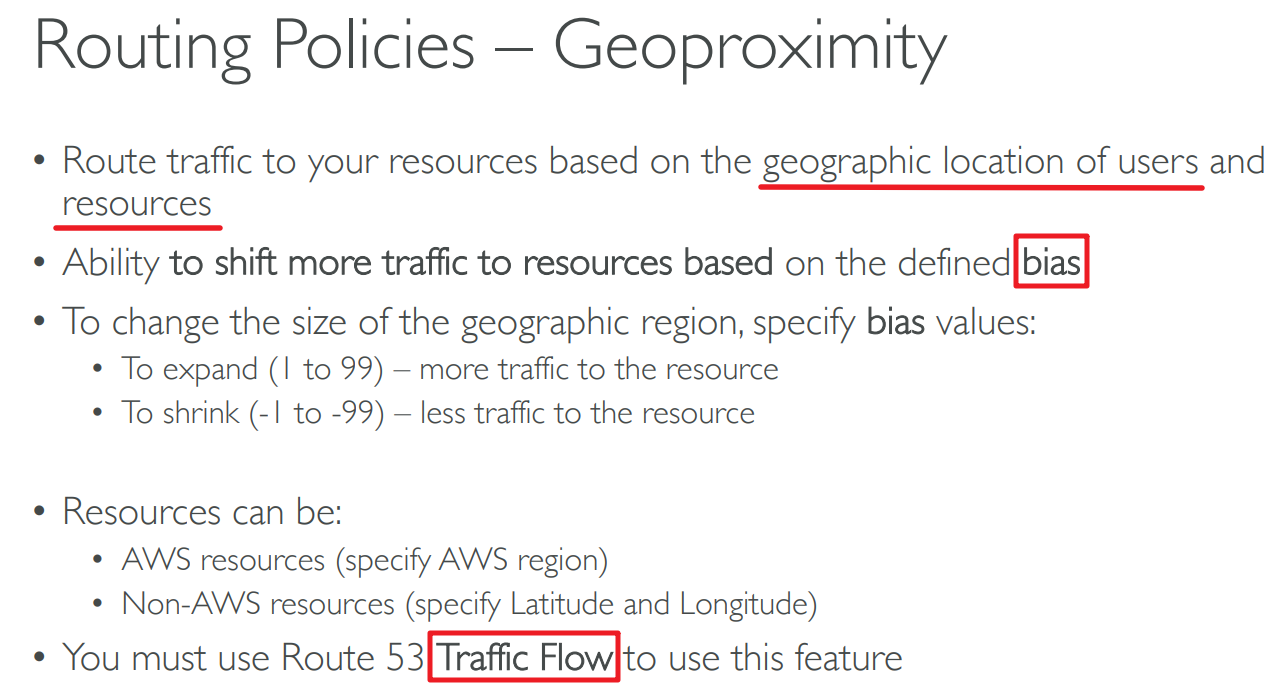 Routing Policies – Geoproximity
• Route traffic to your resources based on the geographic location of users and
resources
• Ability to shift more traffic to resources based on the defined bias
• To change the size of the geographic region, specify bias values:
• To expand (1 to 99) – more traffic to the resource
• To shrink (-1 to -99) – less traffic to the resource
• Resources can be:
• AWS resources (specify AWS region)
• Non-AWS resources (specify Latitude and Longitude)
• You must use Route 53 Traffic Flow to use this feature